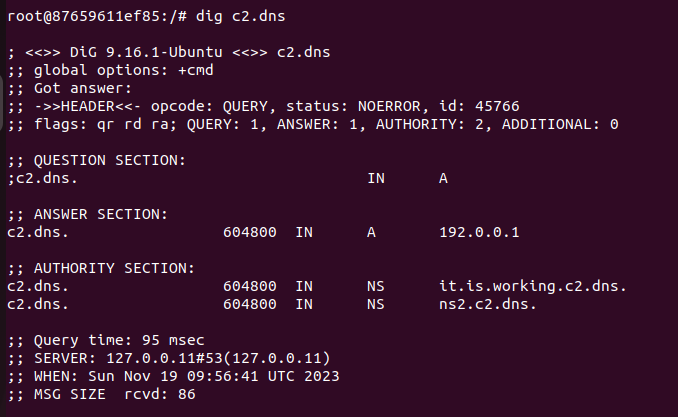 root@87659611ef85:/# dig c2.dns
; <<>> DiG 9.16.1-Ubuntu <<>> c2.dns
;; global options: +cmd
;; Got answer:
;; ->>HEADER<<- opcode: QUERY, status: NOERROR, id: 45766
;; flags: qr rd ra; QUERY: 1, ANSWER: 1, AUTHORITY: 2, ADDITIONAL: 0
;; QUESTION SECTION:
;c2.dns. IN A
;; ANSWER SECTION:
c2.dns. 604800 IN A 192.0.0.1
;; AUTHORITY SECTION:
c2.dns. 604800 IN NS it.is.working.c2.dns.
c2.dns. 604800 IN NS ns2.c2.dns.
;; Query time: 95 msec
;; SERVER: 127.0.0.11#53(127.0.0.11)
;; WHEN: Sun Nov 19 09:56:41 UTC 2023
;; MSG SIZE  rcvd: 86